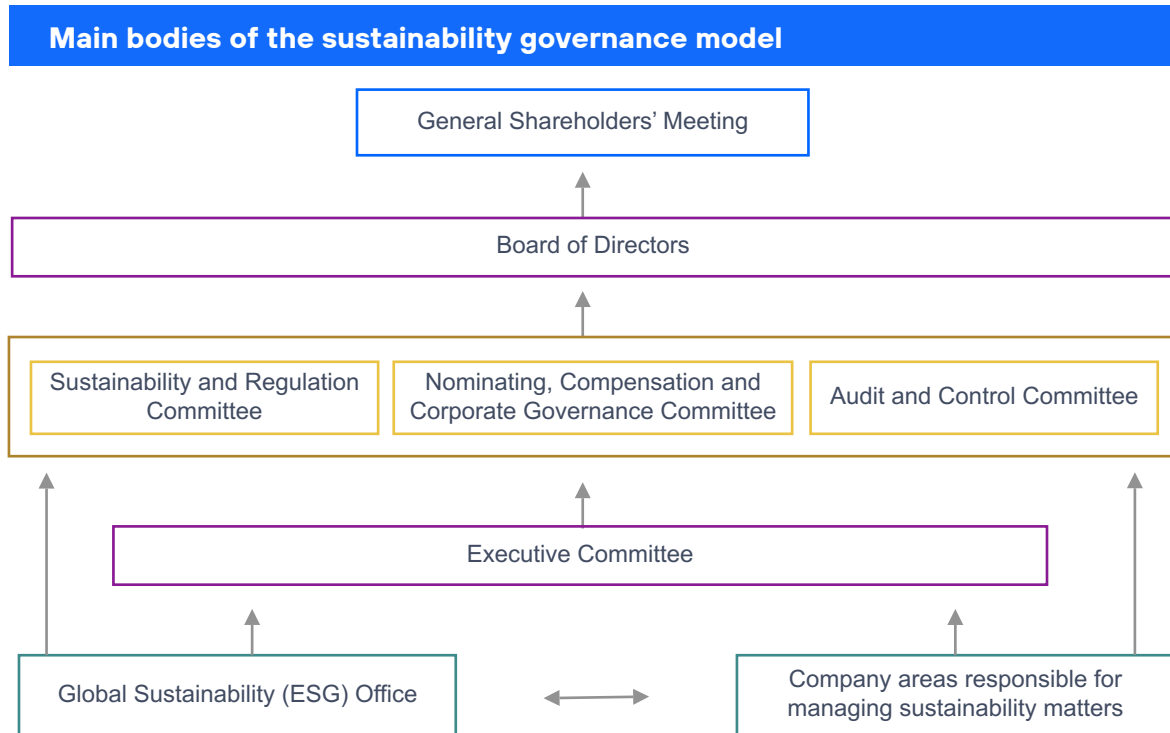 Main bodies of the sustainability governance model
General Shareholders’ Meeting
Board of Directors
Sustainability and Regulation
Committee
Nominating, Compensation and
Corporate Governance Committee
Audit and Control Committee
Executive Committee
Global Sustainability (ESG) Office
Company areas responsible for
managing sustainability matters